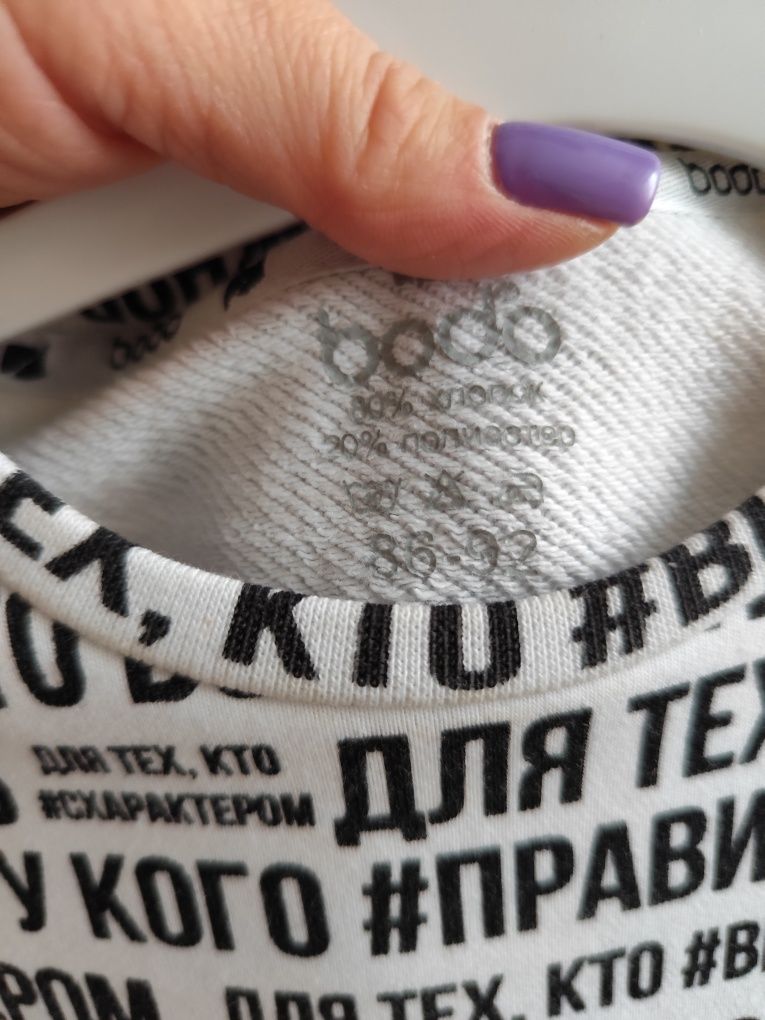 bodo
80% хлопок
20% полиэстер
86-92
ТЕХ, КТО #В
ДЛЯ ТЕХ, КТО
#СХАРАКТЕРОМ
ДЛЯ ТЕХ
У КОГО #ПРАВИ
ДЛЯ ТЕХ, КТО #В